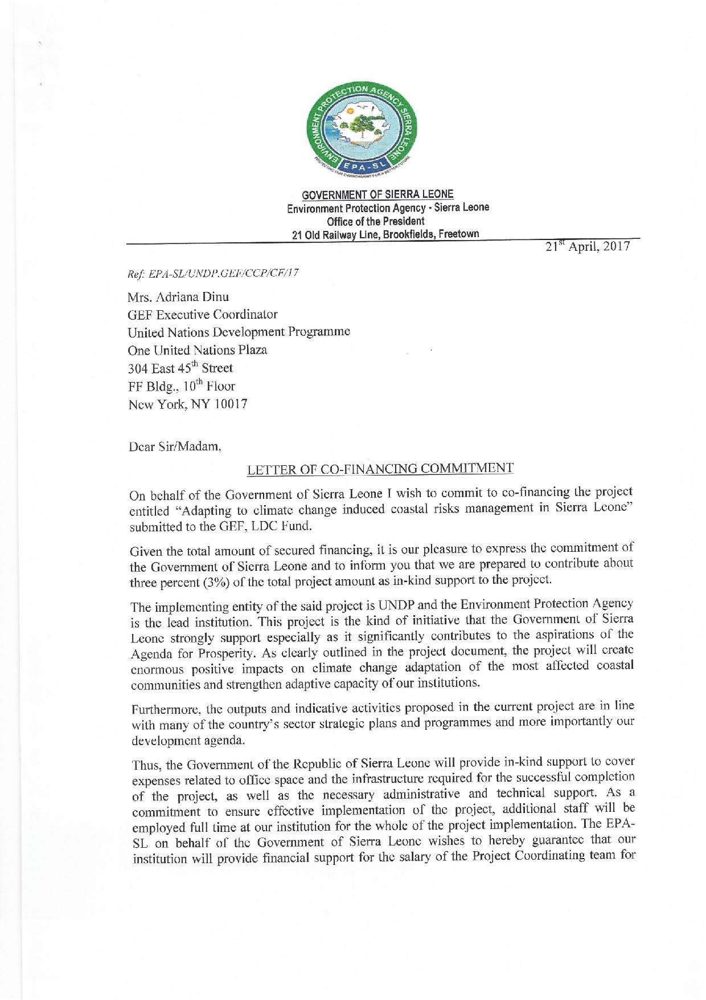 ENVIRONMENT PROTECTION AGENCY SIERRA LEONE
EPA-SL
PROTECTING OUR ENVIRONMENT FOR A BETTER FUTURE
GOVERNMENT OF SIERRA LEONE
Environment Protection Agency - Sierra Leone
Office of the President
21 Old Railway Line, Brookfields, Freetown
21st April, 2017
Ref: EPA-SL/UNDP.GEF/CCP/CF/17
Mrs. Adriana Dinu
GEF Executive Coordinator
United Nations Development Programme
One United Nations Plaza
304 East 45th Street
FF Bldg., 10th Floor
New York, NY 10017
Dear Sir/Madam,
LETTER OF CO-FINANCING COMMITMENT
On behalf of the Government of Sierra Leone I wish to commit to co-financing the project
entitled “Adapting to climate change induced coastal risks management in Sierra Leone”
submitted to the GEF, LDC Fund.
Given the total amount of secured financing, it is our pleasure to express the commitment of
the Government of Sierra Leone and to inform you that we are prepared to contribute about
three percent (3%) of the total project amount as in-kind support to the project.
The implementing entity of the said project is UNDP and the Environment Protection Agency
is the lead institution. This project is the kind of initiative that the Government of Sierra
Leone strongly support especially as it significantly contributes to the aspirations of the
Agenda for Prosperity. As clearly outlined in the project document, the project will create
enormous positive impacts on climate change adaptation of the most affected coastal
communities and strengthen adaptive capacity of our institutions.
Furthermore, the outputs and indicative activities proposed in the current project are in line
with many of the country's sector strategic plans and programmes and more importantly our
development agenda.
Thus, the Government of the Republic of Sierra Leone will provide in-kind support to cover
expenses related to office space and the infrastructure required for the successful completion
of the project, as well as the necessary administrative and technical support. As a
commitment to ensure effective implementation of the project, additional staff will be
employed full time at our institution for the whole of the project implementation. The EPA-
SL on behalf of the Government of Sierra Leone wishes to hereby guarantee that our
institution will provide financial support for the salary of the Project Coordinating team for